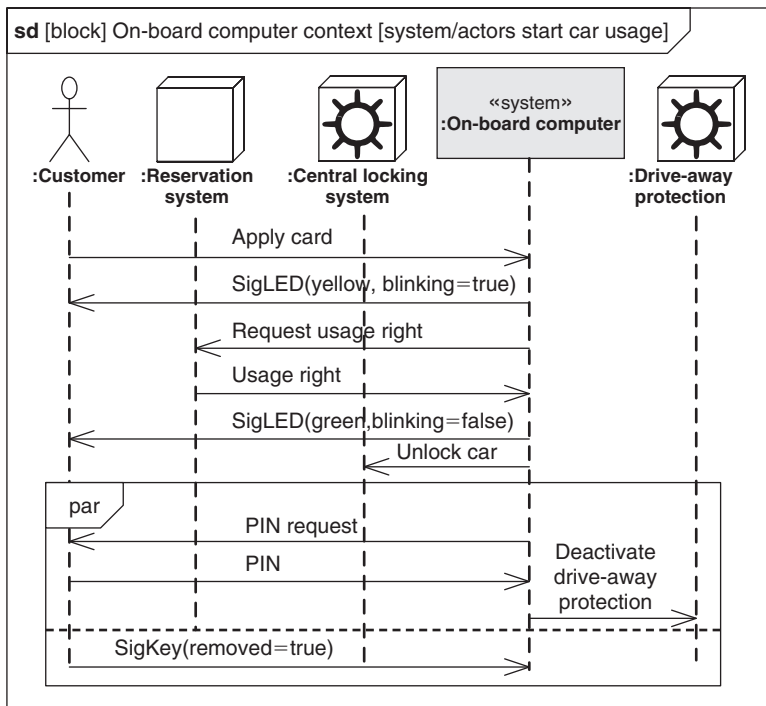 sd [block] On-board computer context [system/actors start car usage]
«system»
:On-board computer
:Customer
:Reservation
system
:Central locking
system
:Drive-away
protection
Apply card
SigLED(yellow, blinking=true)
Request usage right
Usage right
SigLED(green,blinking=false)
Unlock car
par
PIN request
PIN
Deactivate
drive-away
protection
SigKey(removed=true)